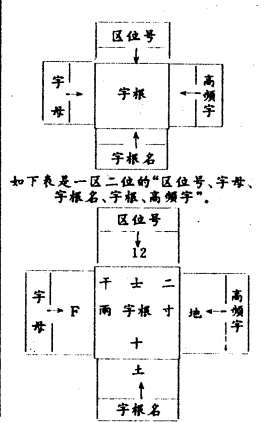 区位号
字母 字根 高频字
字根名
如下表是一区二位的“区位号、字母、
字根名、字根、高频字”。
区位号
12
干 士 二
字母 F 雨 字根 寸 地 高频字
十
土
字根名